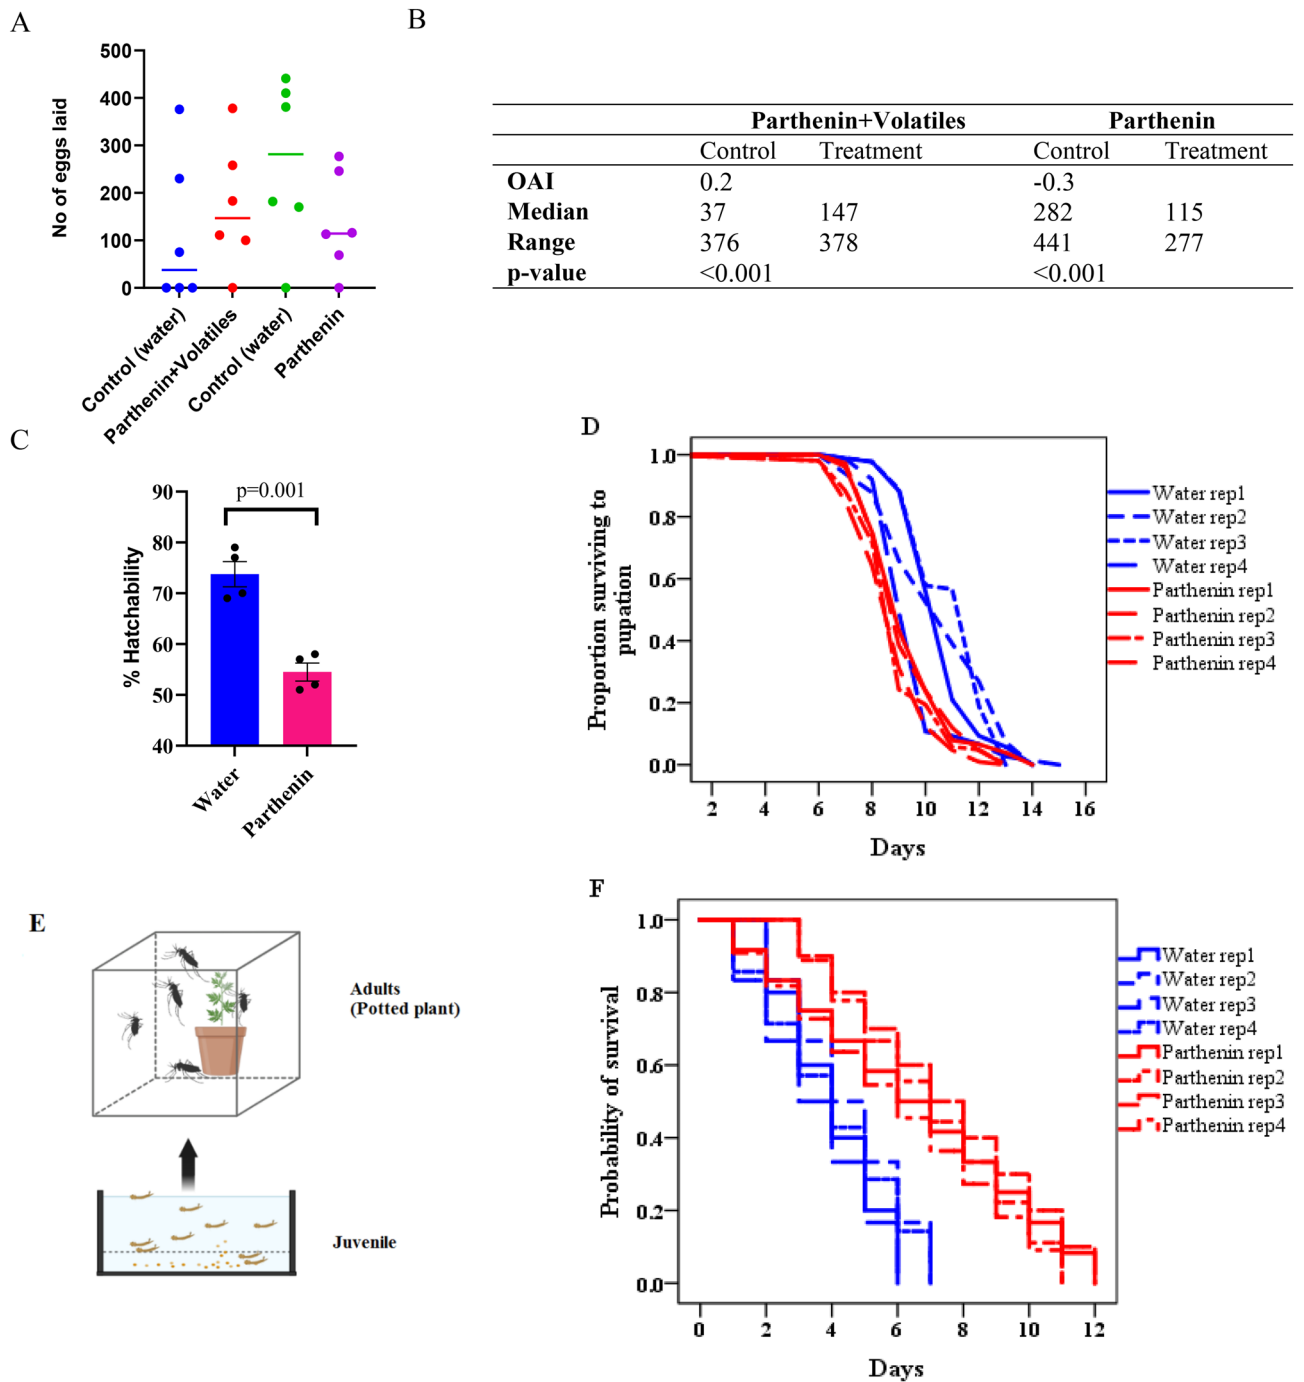 A
B
500
400
300
200
100
0
No of eggs laid
Control (water)
Parthenin+Volatiles
Control (water)
Parthenin
Parthenin+Volatiles Parthenin
Control Treatment Control Treatment
OAI 0.2 -0.3
Median 37 147 282 115
Range 376 378 441 277
p-value <0.001 <0.001
C
90
80
70
60
50
40
% Hatchability
p=0.001
Water
Parthenin
D
1.0
0.8
0.6
0.4
0.2
0.0
Proportion surviving to
pupation
2 4 6 8 10 12 14 16
Days
Water rep1
Water rep2
Water rep3
Water rep4
Parthenin rep1
Parthenin rep2
Parthenin rep3
Parthenin rep4
E
Adults
(Potted plant)
Juvenile
F
1.0
0.8
0.6
0.4
0.2
0.0
Probability of survival
0 2 4 6 8 10 12
Days
Water rep1
Water rep2
Water rep3
Water rep4
Parthenin rep1
Parthenin rep2
Parthenin rep3
Parthenin rep4